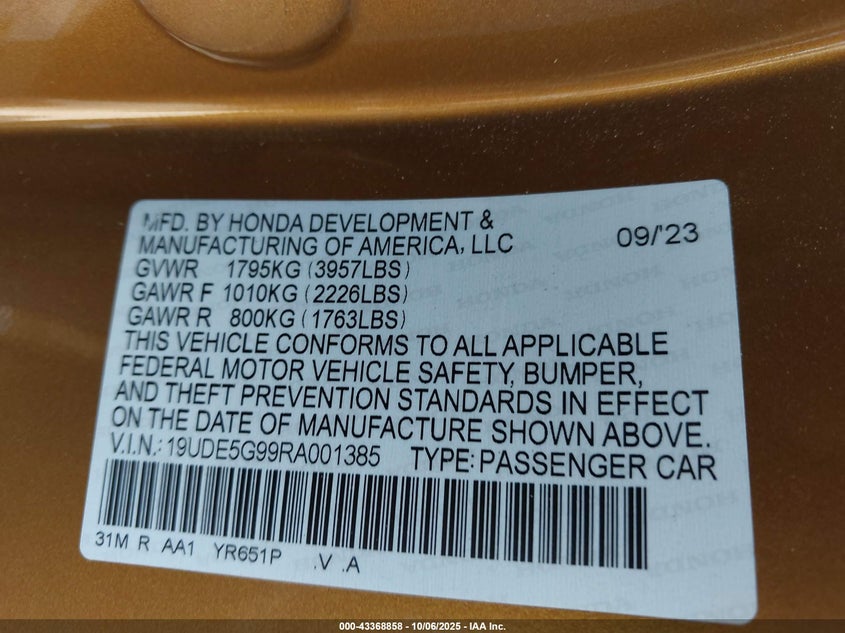 MFD. BY HONDA DEVELOPMENT &
MANUFACTURING OF AMERICA, LLC 09/'23
GVWR 1795KG (3957LBS)
GAWR F 1010KG (2226LBS)
GAWR R 800KG (1763LBS)
THIS VEHICLE CONFORMS TO ALL APPLICABLE
FEDERAL MOTOR VEHICLE SAFETY, BUMPER,
AND THEFT PREVENTION STANDARDS IN EFFECT
ON THE DATE OF MANUFACTURE SHOWN ABOVE.
V.I.N.: 19UDE5G99RA001385 TYPE: PASSENGER CAR
31M R AA1 YR651P .V .A
000-43368858 - 10/06/2025 - IAA Inc.